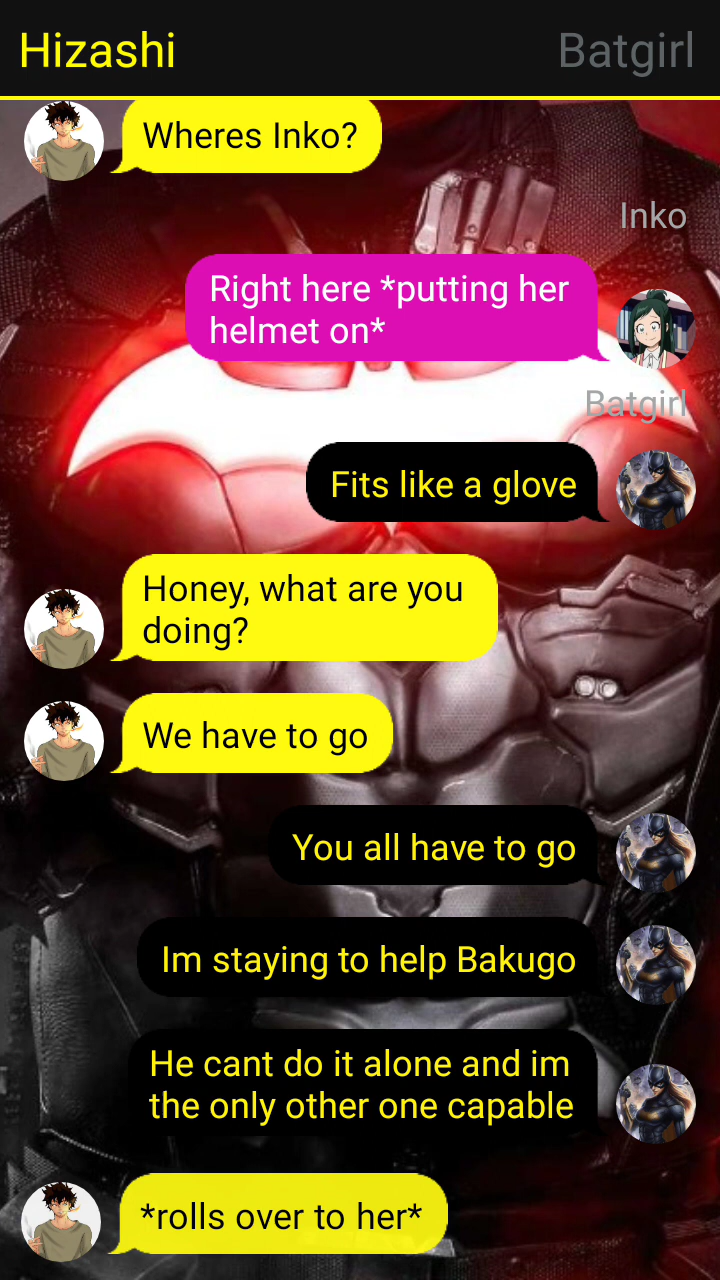 Hizashi
Batgirl
Wheres Inko?
Inko
Right here *putting her
helmet on*
Batgirl
Fits like a glove
Honey, what are you
doing?
We have to go
You all have to go
Im staying to help Bakugo
He cant do it alone and im
the only other one capable
*rolls over to her*